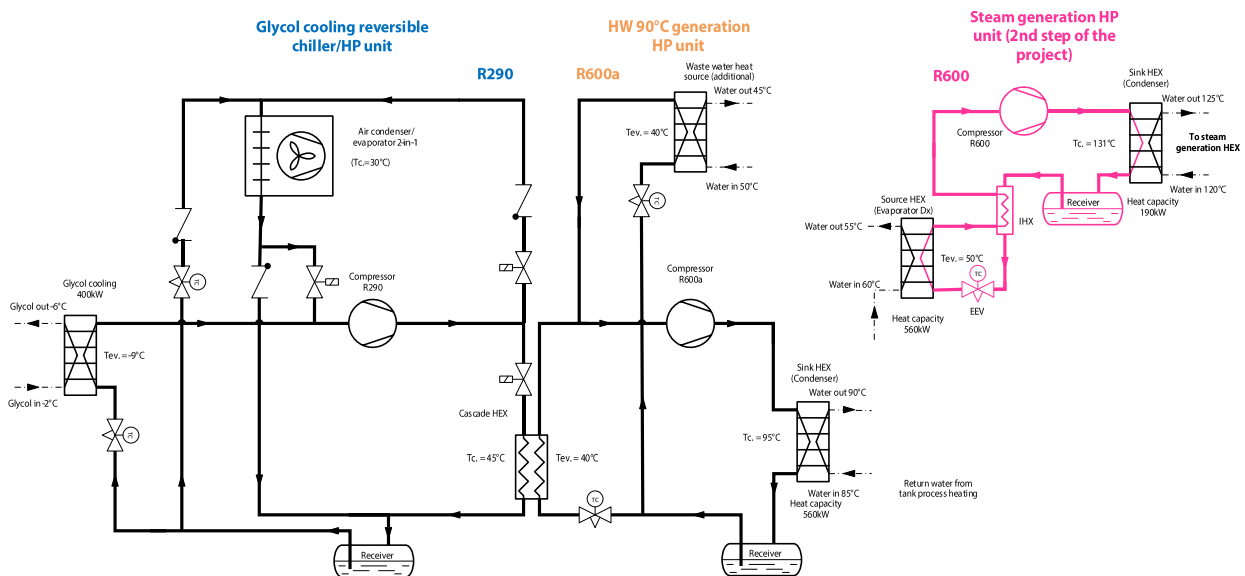 Glycol cooling reversible
chiller/HP unit
R290
HW 90°C generation
HP unit
R600a
Steam generation HP
unit (2nd step of the
project)
R600
Waste water heat
source (additional)
Water out 45°C
Tev. = 40°C
Water in 50°C
TC
Air condenser/
evaporator 2-in-1
(Tc.=30°C)
TC
Compressor
R290
Glycol cooling
400kW
Glycol out -6°C
Tev. = -9°C
Glycol in -2°C
TC
Cascade HEX
Tc. = 45°C
Tev. = 40°C
TC
Receiver
Compressor
R600a
Sink HEX
(Condenser)
Water out 90°C
Tc. = 95°C
Water in 85°C
Heat capacity
560kW
Return water from
tank process heating
Receiver
Compressor
R600
Sink HEX
(Condenser)
Water out 125°C
Tc. = 131°C
To steam
generation HEX
Water in 120°C
Heat capacity
190kW
Receiver
IHX
Source HEX
(Evaporator Dx)
Water out 55°C
Tev. = 50°C
Water in 60°C
TC
EEV
Heat capacity
560kW